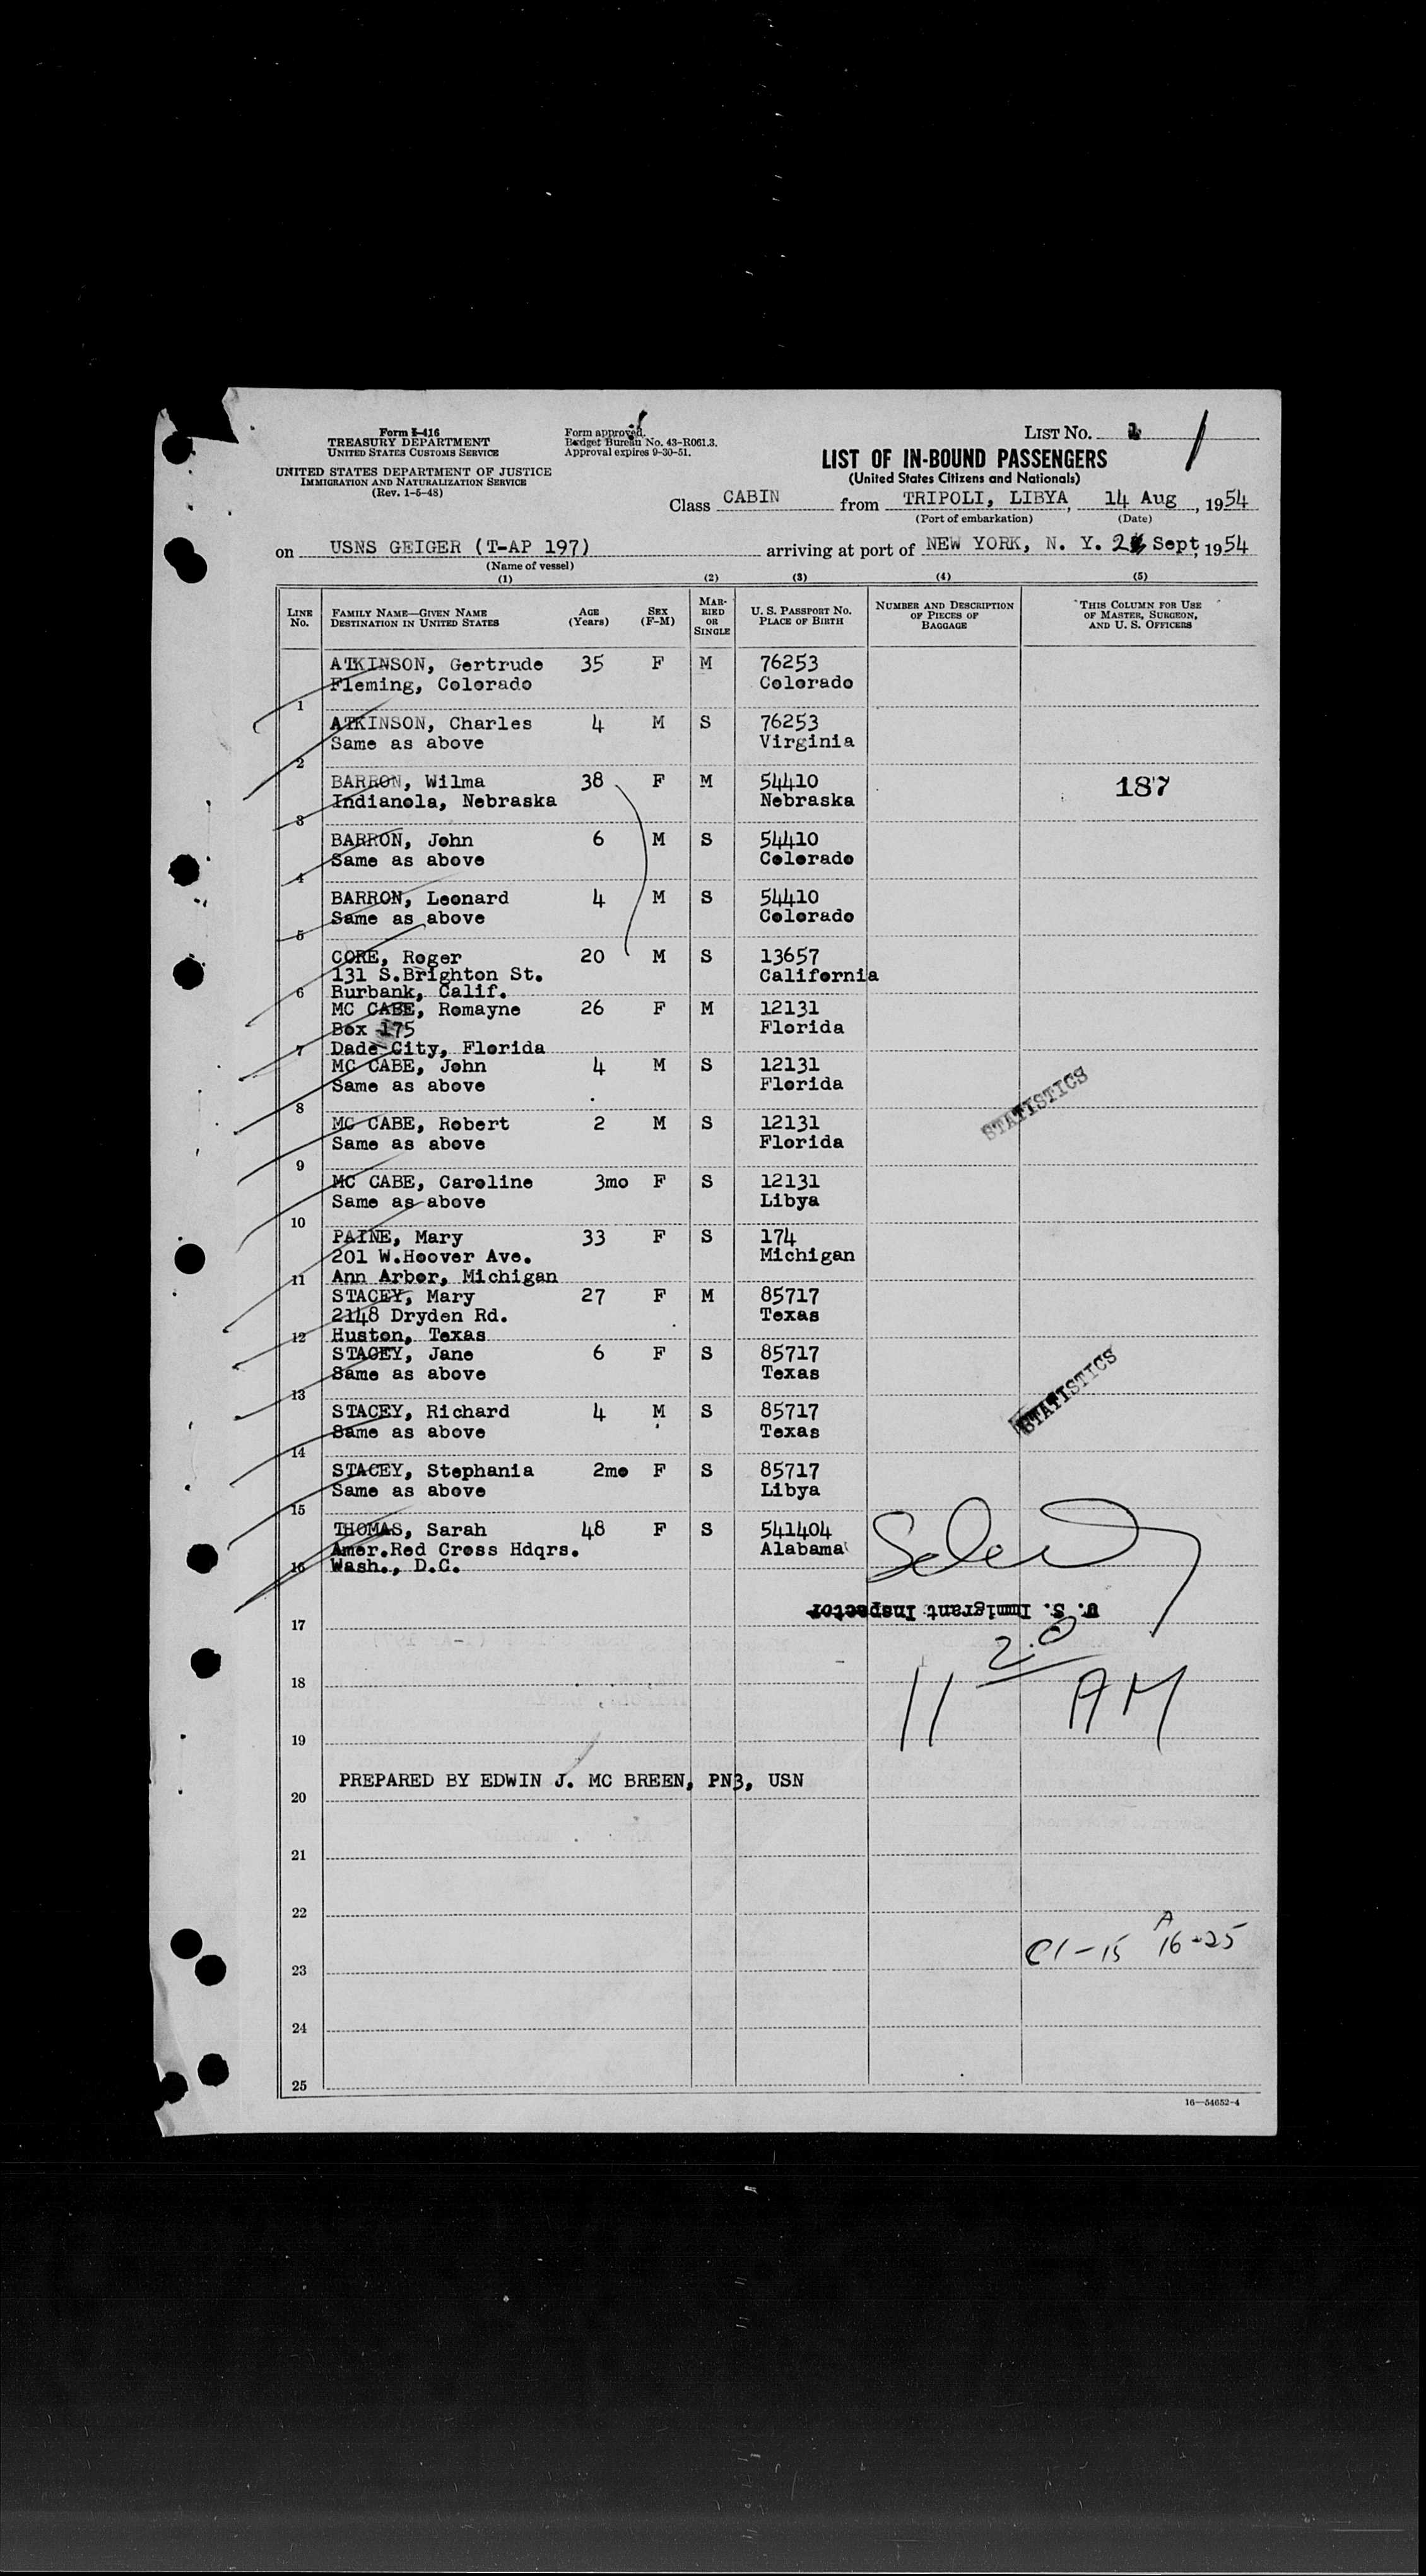 Form I-416
TREASURY DEPARTMENT
UNITED STATES CUSTOMS SERVICE
UNITED STATES DEPARTMENT OF JUSTICE
IMMIGRATION AND NATURALIZATION SERVICE
(Rev. 1-5-48)
Form approved.
Budget Bureau No. 43-R061.3.
Approval expires 9-30-51.
LIST NO. 1
LIST OF IN-BOUND PASSENGERS
(United States Citizens and Nationals)
Class CABIN from TRIPOLI, LIBYA, 14 Aug, 1954
(Port of embarkation) (Date)
on USNS GEIGER (T-AP 197) arriving at port of NEW YORK, N. Y. Sept, 1954
(Name of vessel)
(1) (2) (3) (4) (5)
LINE NO. FAMILY NAME—GIVEN NAME DESTINATION IN UNITED STATES AGE (Years) SEX (F-M) MARRIED OR SINGLE U. S. PASSPORT NO. PLACE OF BIRTH NUMBER AND DESCRIPTION OF PIECES OF BAGGAGE THIS COLUMN FOR USE OF MASTER, SURGEON, AND U. S. OFFICERS
ATKINSON, Gertrude 35 F M 76253
Fleming, Colorado Colorado
1
ATKINSON, Charles 4 M S 76253
Same as above Virginia
2
BARRON, Wilma 38 F M 54410 187
Indianola, Nebraska Nebraska
3
BARRON, John 6 M S 54410
Same as above Colorado
4
BARRON, Leonard 4 M S 54410
Same as above Colorado
5
CORE, Roger 20 M S 13657
131 S.Brighton St. California
6 Burbank, Calif.
MC CABE, Romayne 26 F M 12131
Box 175 Florida
7 Dade City, Florida
MC CABE, John 4 M S 12131
Same as above Florida
8 STATISTICS
MC CABE, Robert 2 M S 12131
Same as above Florida
9
MC CABE, Caroline 3mo F S 12131
Same as above Libya
10
PAINE, Mary 33 F S 174
201 W.Hoover Ave. Michigan
11 Ann Arbor, Michigan
STACEY, Mary 27 F M 85717
2148 Dryden Rd. Texas
12 Huston, Texas
STACEY, Jane 6 F S 85717
Same as above Texas
13 STATISTICS
STACEY, Richard 4 M S 85717
Same as above Texas
14
STACEY, Stephania 2mo F S 85717
Same as above Libya
15
THOMAS, Sarah 48 F S 541404
Amer.Red Cross Hdqrs. Alabama
16 Wash., D.C.
U. S. Immigrant Inspector
17
18
11 20 AM
19
PREPARED BY EDWIN J. MC BREEN, PN3, USN
20
21
22
C1-15 A 16-25
23
24
25
16—54652-4